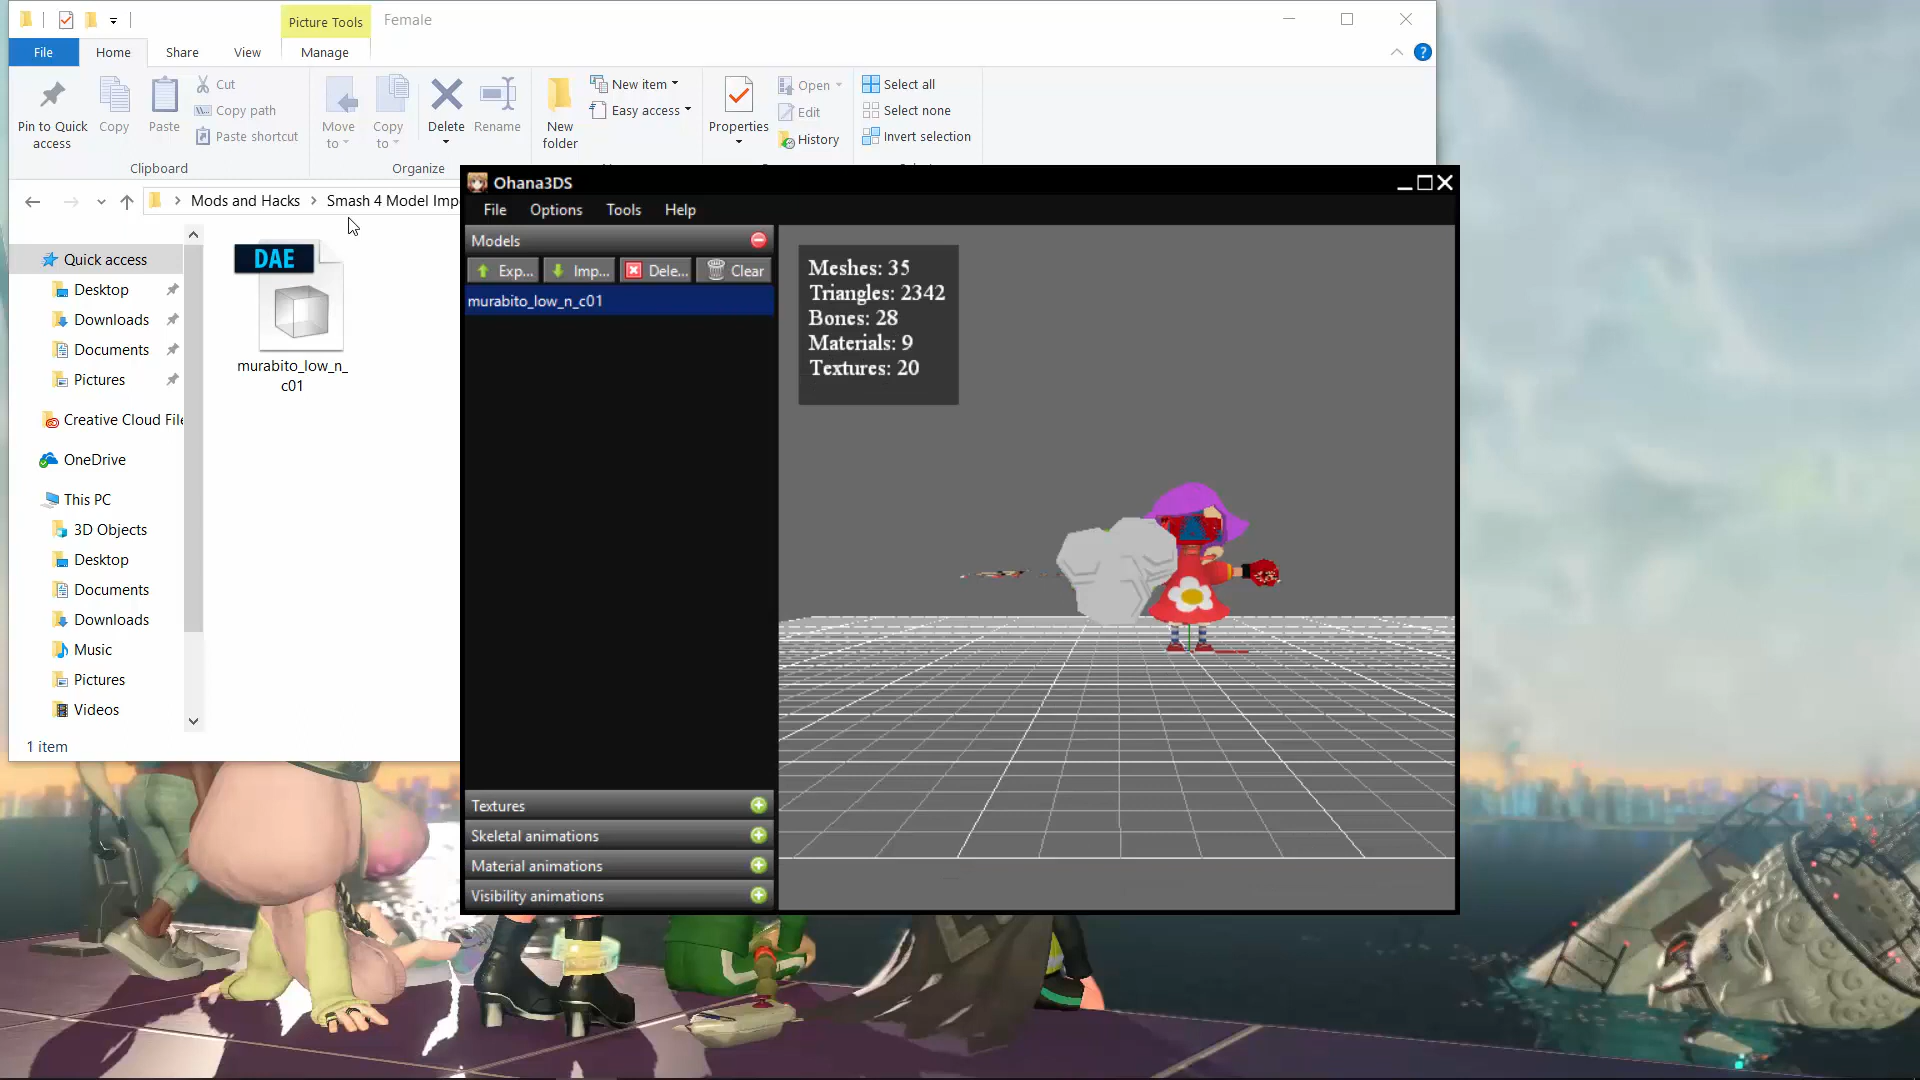 Picture Tools
Female
File
Home
Share
View
Manage
?
Pin to Quick
access
Copy
Paste
Cut
Copy path
Paste shortcut
Move
to
Copy
to
Delete
Rename
New
folder
New item
Easy access
Properties
Open
Edit
History
Select all
Select none
Invert selection
Clipboard
Organize
Mods and Hacks
Smash 4 Model Imp
Quick access
Desktop
Downloads
Documents
Pictures
Creative Cloud File
OneDrive
This PC
3D Objects
Desktop
Documents
Downloads
Music
Pictures
Videos
1 item
DAE
murabito_low_n_
c01
Ohana3DS
File
Options
Tools
Help
Models
Exp...
Imp...
Dele...
Clear
murabito_low_n_c01
Textures
Skeletal animations
Material animations
Visibility animations
Meshes: 35
Triangles: 2342
Bones: 28
Materials: 9
Textures: 20